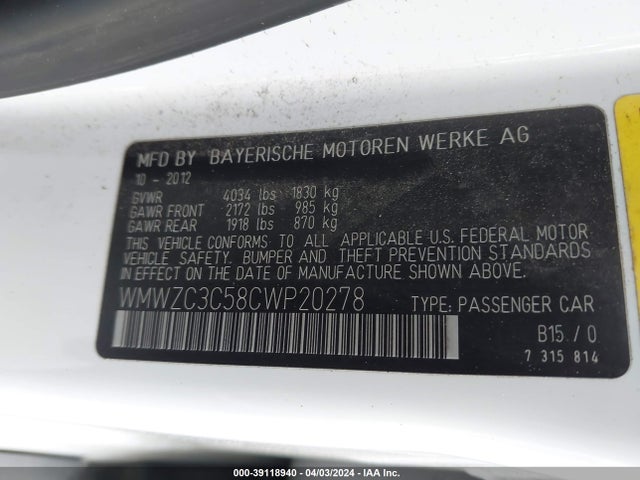 MFD BY BAYERISCHE MOTOREN WERKE AG
10 - 2012
GVWR 4034 lbs 1830 kg
GAWR FRONT 2172 lbs 985 kg
GAWR REAR 1918 lbs 870 kg
THIS VEHICLE CONFORMS TO ALL APPLICABLE U.S. FEDERAL MOTOR
VEHICLE SAFETY, BUMPER AND THEFT PREVENTION STANDARDS
IN EFFECT ON THE DATE OF MANUFACTURE SHOWN ABOVE.
WMWZC3C58CWP20278 TYPE: PASSENGER CAR
B15 / 0
7 315 814
000-39118940 - 04/03/2024 - IAA Inc.